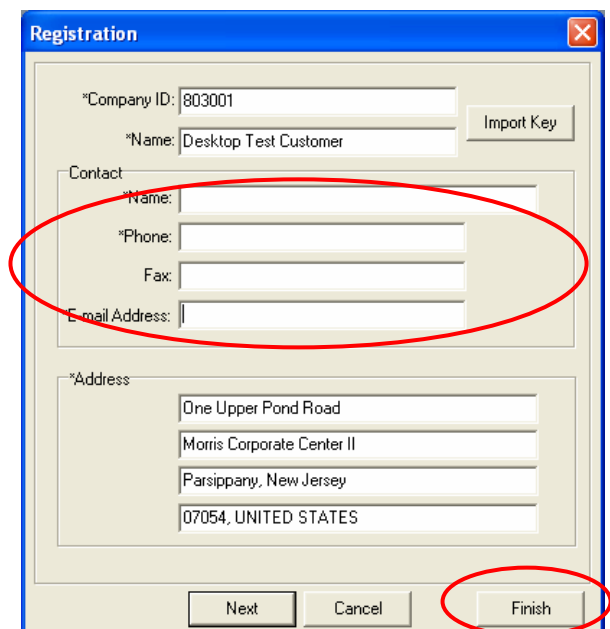 Registration
*Company ID: 803001
Import Key
*Name: Desktop Test Customer
Contact
*Name:
*Phone:
Fax:
E-mail Address:
*Address
One Upper Pond Road
Morris Corporate Center II
Parsippany, New Jersey
07054, UNITED STATES
Next Cancel Finish